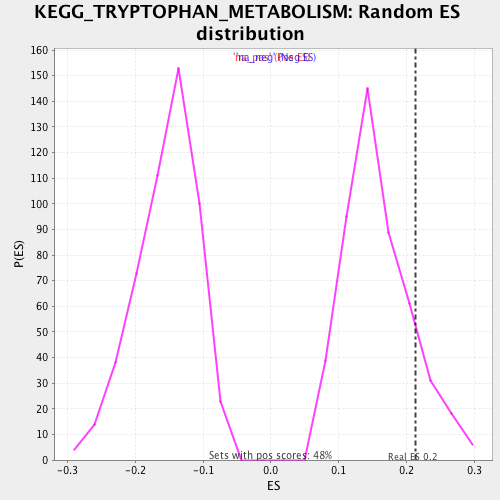 KEGG_TRYPTOPHAN_METABOLISM: Random ES
distribution
160
150
140
130
120
110
100
90
80
70
60
50
40
30
20
10
0
P(ES)
Sets with pos scores: 48%
Real ES 0.2
-0.3 -0.2 -0.1 0.0 0.1 0.2 0.3
ES